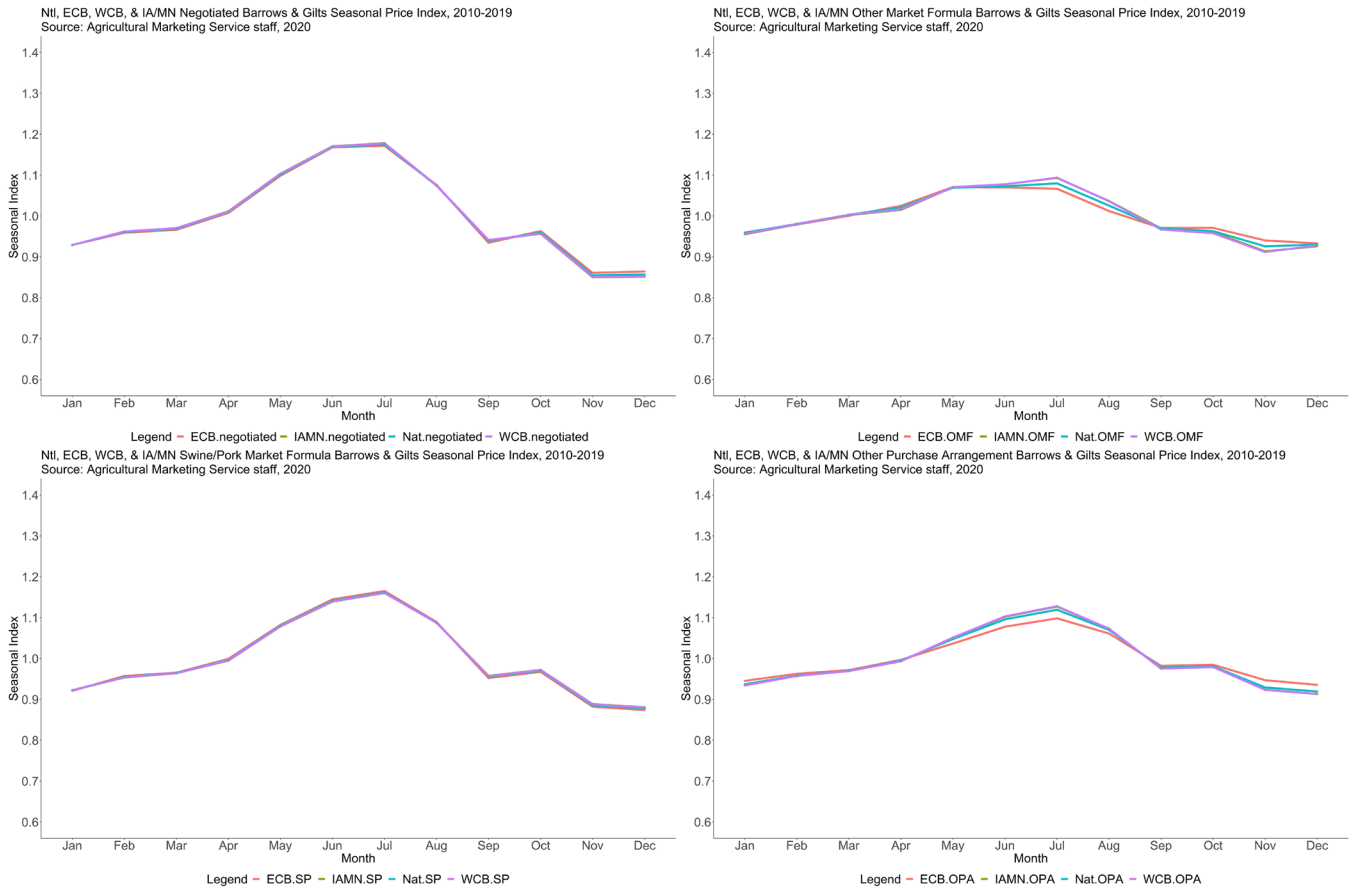 Ntl, ECB, WCB, & IA/MN Negotiated Barrows & Gilts Seasonal Price Index, 2010-2019
Source: Agricultural Marketing Service staff, 2020
1.4
1.3
1.2
1.1
1.0
0.9
0.8
0.7
0.6
Seasonal Index
Jan Feb Mar Apr May Jun Jul Aug Sep Oct Nov Dec
Month
Legend ECB.negotiated IAMN.negotiated Nat.negotiated WCB.negotiated
Ntl, ECB, WCB, & IA/MN Other Market Formula Barrows & Gilts Seasonal Price Index, 2010-2019
Source: Agricultural Marketing Service staff, 2020
1.4
1.3
1.2
1.1
1.0
0.9
0.8
0.7
0.6
Seasonal Index
Jan Feb Mar Apr May Jun Jul Aug Sep Oct Nov Dec
Month
Legend ECB.OMF IAMN.OMF Nat.OMF WCB.OMF
Ntl, ECB, WCB, & IA/MN Swine/Pork Market Formula Barrows & Gilts Seasonal Price Index, 2010-2019
Source: Agricultural Marketing Service staff, 2020
1.4
1.3
1.2
1.1
1.0
0.9
0.8
0.7
0.6
Seasonal Index
Jan Feb Mar Apr May Jun Jul Aug Sep Oct Nov Dec
Month
Legend ECB.SP IAMN.SP Nat.SP WCB.SP
Ntl, ECB, WCB, & IA/MN Other Purchase Arrangement Barrows & Gilts Seasonal Price Index, 2010-2019
Source: Agricultural Marketing Service staff, 2020
1.4
1.3
1.2
1.1
1.0
0.9
0.8
0.7
0.6
Seasonal Index
Jan Feb Mar Apr May Jun Jul Aug Sep Oct Nov Dec
Month
Legend ECB.OPA IAMN.OPA Nat.OPA WCB.OPA